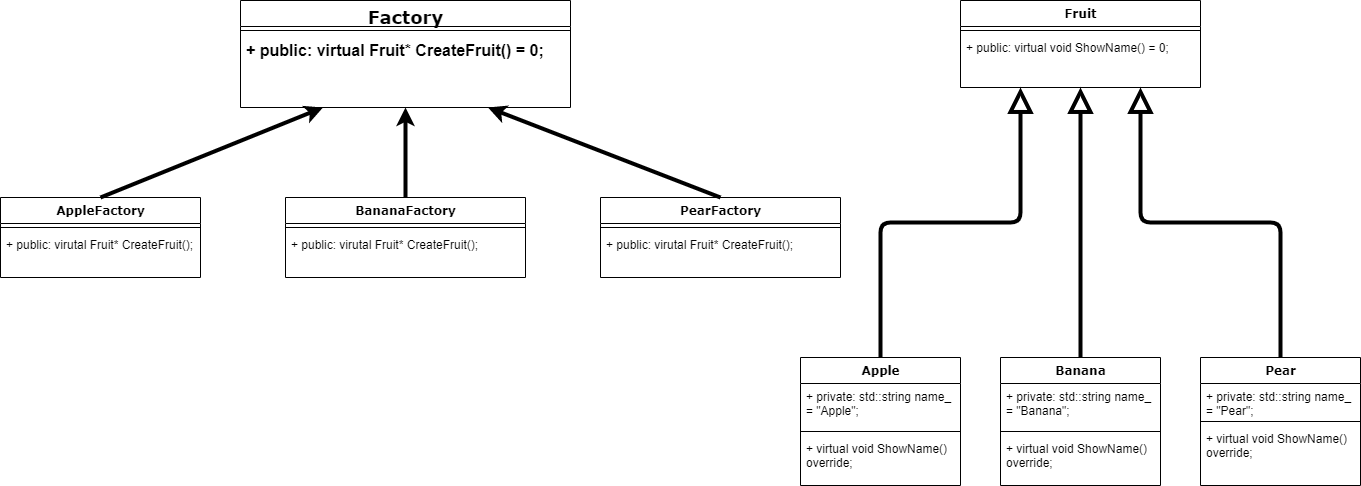 Factory
+ public: virtual Fruit* CreateFruit() = 0;
Fruit
+ public: virtual void ShowName() = 0;
AppleFactory
+ public: virutal Fruit* CreateFruit();
BananaFactory
+ public: virutal Fruit* CreateFruit();
PearFactory
+ public: virutal Fruit* CreateFruit();
Apple
+ private: std::string name_
= "Apple";
+ virtual void ShowName()
override;
Banana
+ private: std::string name_
= "Banana";
+ virtual void ShowName()
override;
Pear
+ private: std::string name_
= "Pear";
+ virtual void ShowName()
override;